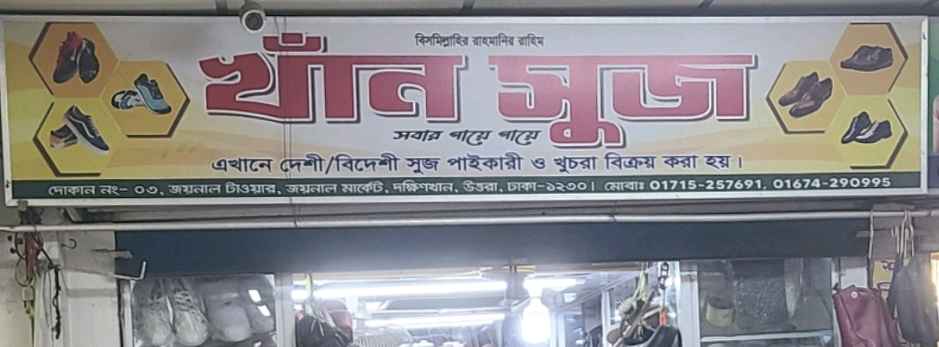 বিসমিল্লাহির রাহমানির রাহিম
খাঁন সুজ
সবার পায়ে পায়ে
এখানে দেশী/বিদেশী সুজ পাইকারী ও খুচরা বিক্রয় করা হয়।
দোকান নং- ০৩, জয়নাল টাওয়ার, জয়নাল মার্কেট, দক্ষিণখান, উত্তরা, ঢাকা-১২৩০। মোবাঃ 01715-257691, 01674-290995